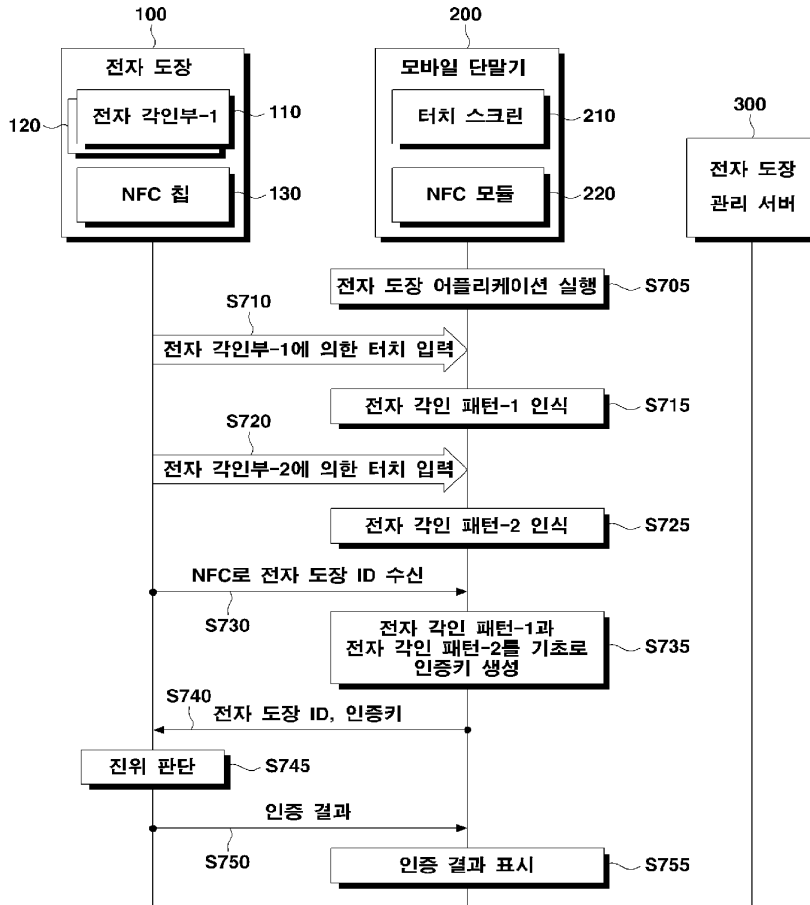 100
200
전자 도장
모바일 단말기
300
120
전자 각인부-1
110
터치 스크린
210
전자 도장
관리 서버
NFC 칩
130
NFC 모듈
220
전자 도장 어플리케이션 실행
S705
S710
전자 각인부-1에 의한 터치 입력
전자 각인 패턴-1 인식
S715
S720
전자 각인부-2에 의한 터치 입력
전자 각인 패턴-2 인식
S725
NFC로 전자 도장 ID 수신
S730
전자 각인 패턴-1과
전자 각인 패턴-2를 기초로
인증키 생성
S735
S740
전자 도장 ID, 인증키
진위 판단
S745
인증 결과
S750
인증 결과 표시
S755